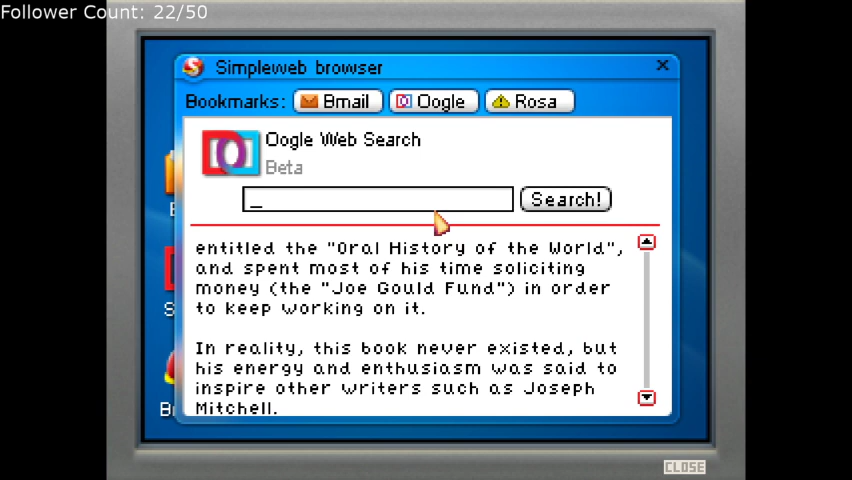 Follower Count: 22/50
Simpleweb browser
Bookmarks: Bmail Oogle Rosa
Oogle Web Search
Beta
_ Search!
entitled the "Oral History of the World",
and spent most of his time soliciting
money (the "Joe Gould Fund") in order
to keep working on it.
In reality, this book never existed, but
his energy and enthusiasm was said to
inspire other writers such as Joseph
Mitchell.
CLOSE